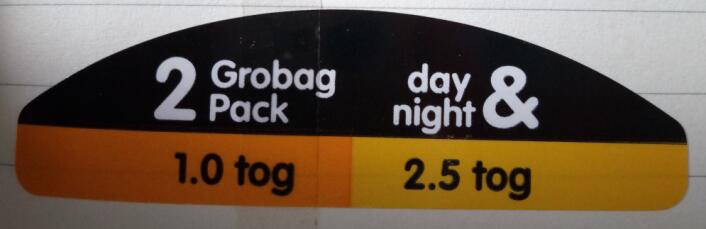 2 Grobag Pack
day & night
1.0 tog
2.5 tog